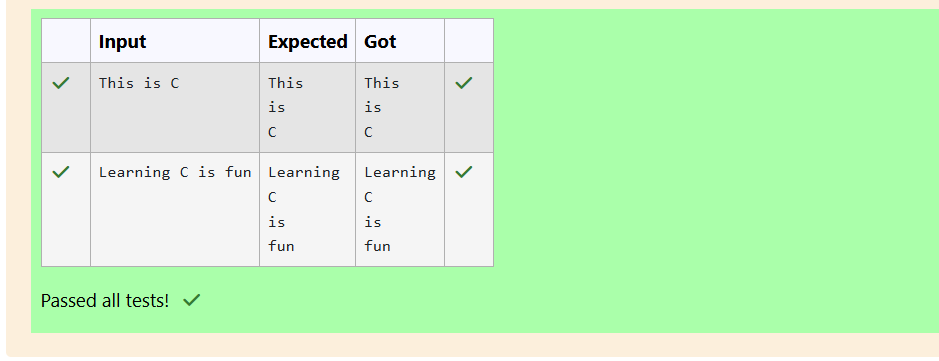 Input Expected Got
This is C This This
is is
C C
Learning C is fun Learning Learning
C C
is is
fun fun
Passed all tests!